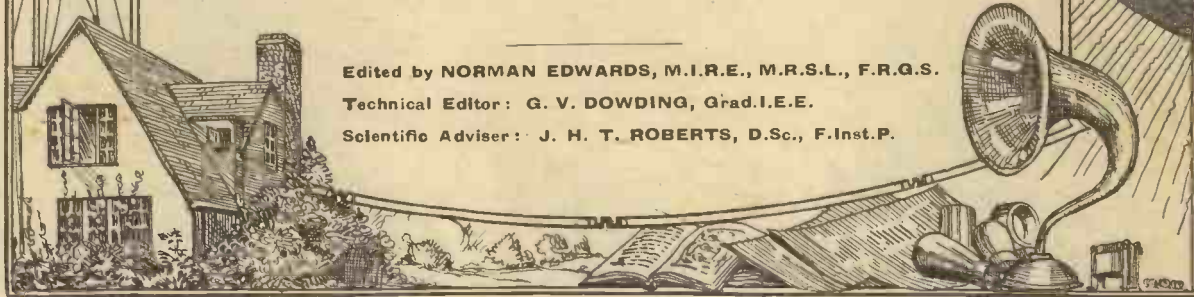 Edited by NORMAN EDWARDS, M.I.R.E., M.R.S.L., F.R.G.S.
Technical Editor: G. V. DOWDING, Grad.I.E.E.
Scientific Adviser: J. H. T. ROBERTS, D.Sc., F.Inst.P.